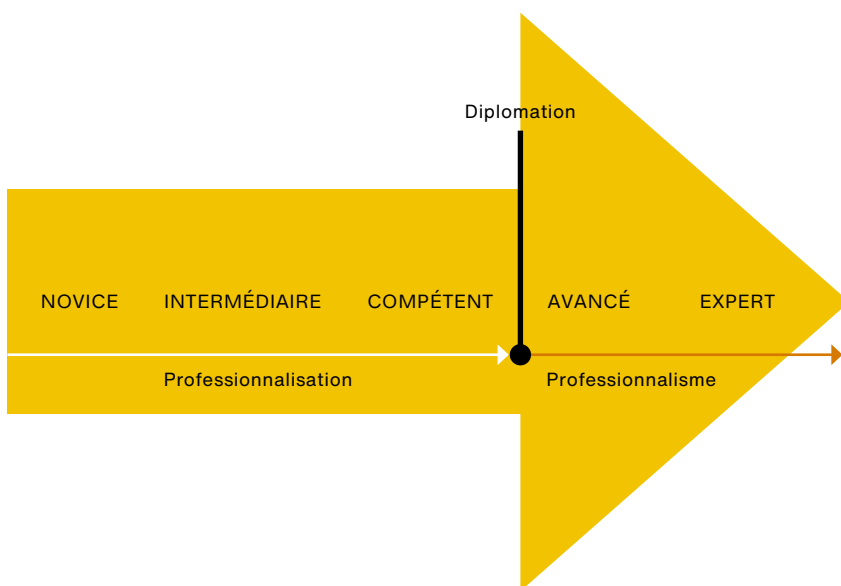 Diplomation
NOVICE INTERMÉDIAIRE COMPÉTENT AVANCÉ EXPERT
Professionnalisation Professionnalisme